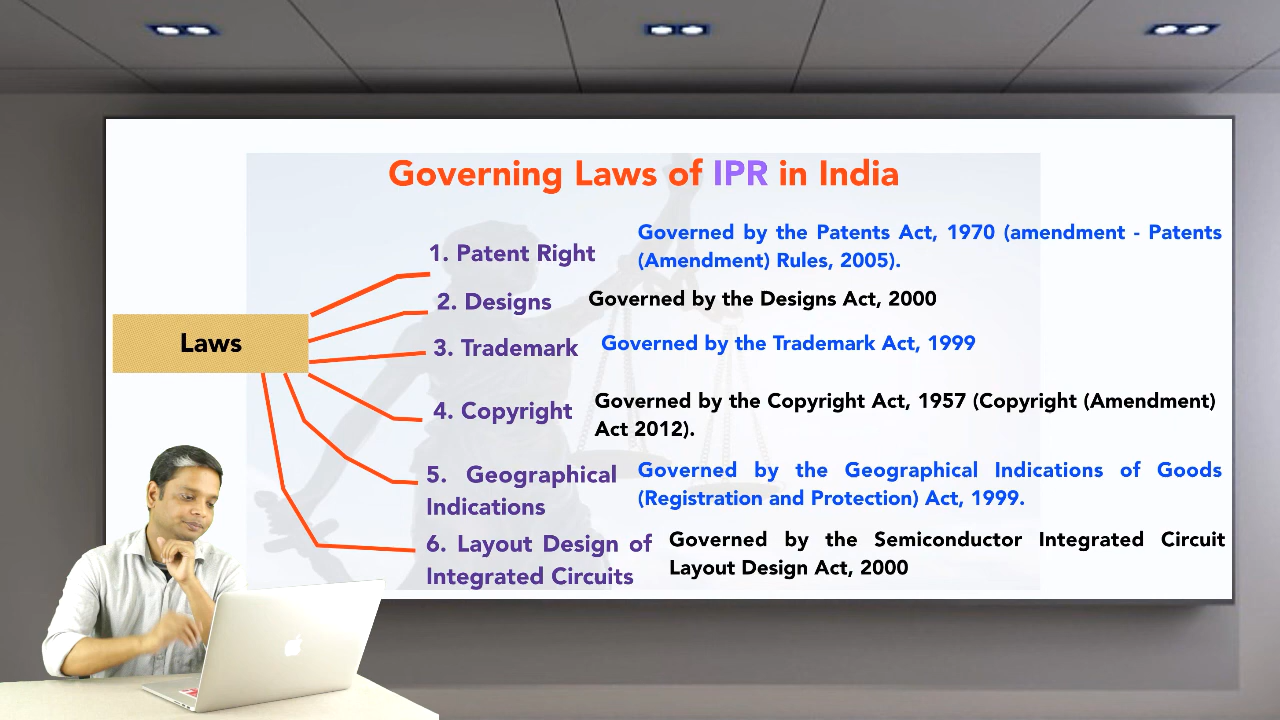 Governing Laws of IPR in India
Laws
1. Patent Right
Governed by the Patents Act, 1970 (amendment - Patents
(Amendment) Rules, 2005).
2. Designs
Governed by the Designs Act, 2000
3. Trademark
Governed by the Trademark Act, 1999
4. Copyright
Governed by the Copyright Act, 1957 (Copyright (Amendment)
Act 2012).
5. Geographical
Indications
Governed by the Geographical Indications of Goods
(Registration and Protection) Act, 1999.
6. Layout Design of
Integrated Circuits
Governed by the Semiconductor Integrated Circuit
Layout Design Act, 2000